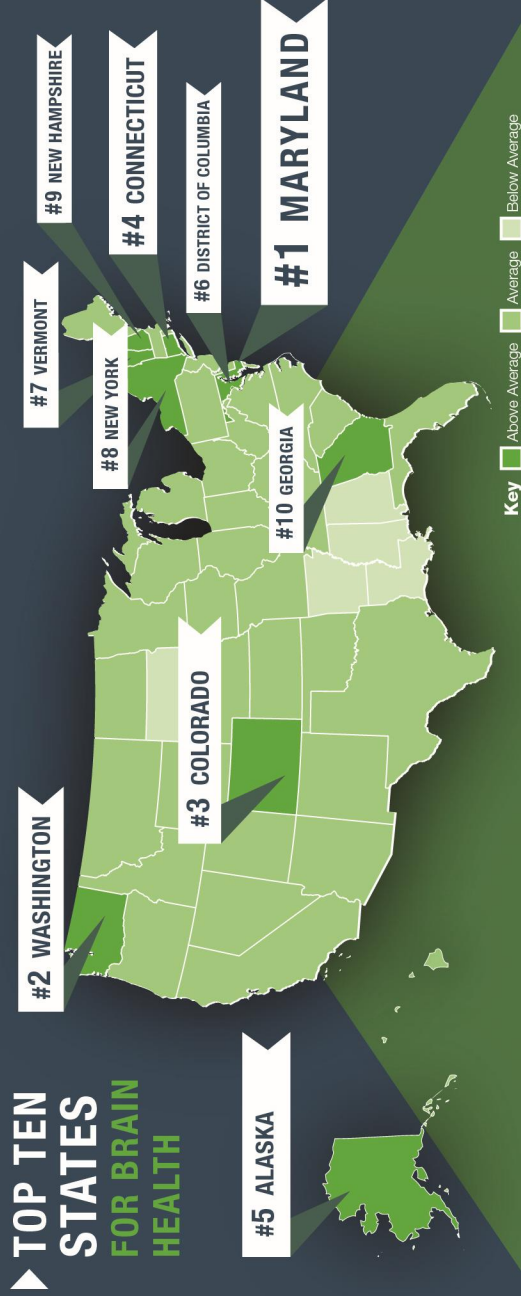 TOP TEN
STATES
FOR BRAIN
HEALTH
#2 WASHINGTON
#5 ALASKA
#3 COLORADO
#7 VERMONT
#8 NEW YORK
#9 NEW HAMPSHIRE
#4 CONNECTICUT
#6 DISTRICT OF COLUMBIA
#1 MARYLAND
#10 GEORGIA
Key Above Average Average Below Average